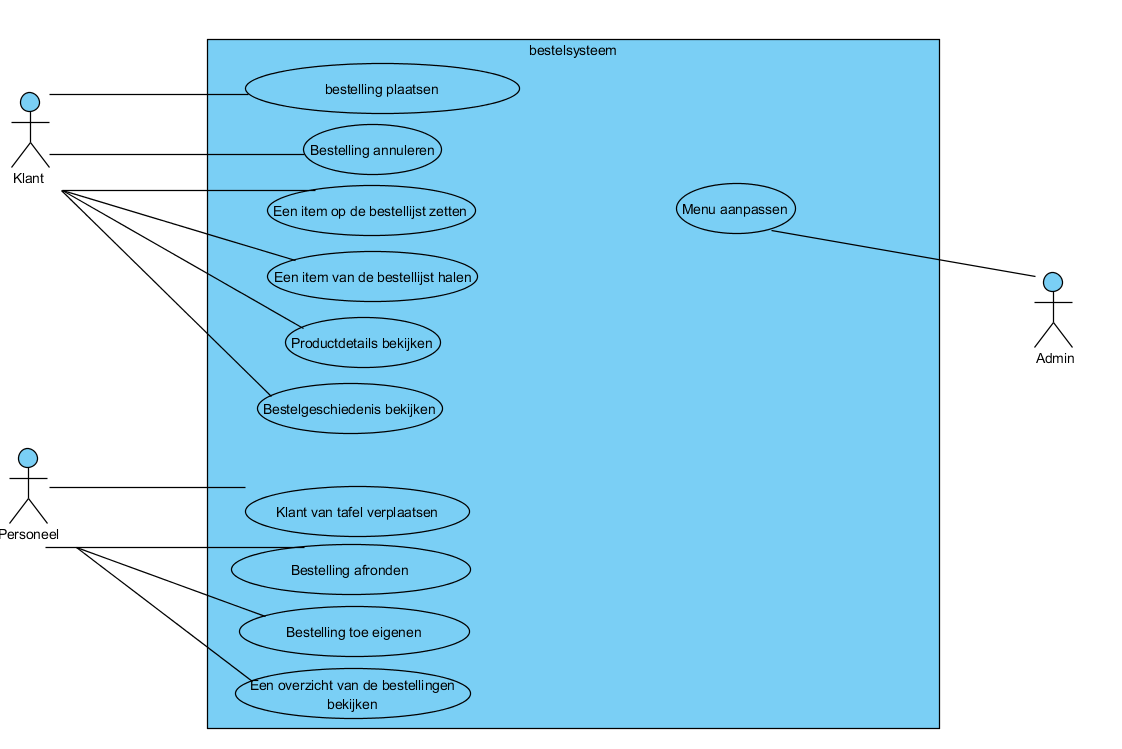 bestelsysteem
bestelling plaatsen
Bestelling annuleren
Klant
Een item op de bestellijst zetten
Menu aanpassen
Een item van de bestellijst halen
Productdetails bekijken
Admin
Bestelgeschiedenis bekijken
Klant van tafel verplaatsen
Personeel
Bestelling afronden
Bestelling toe eigenen
Een overzicht van de bestellingen
bekijken